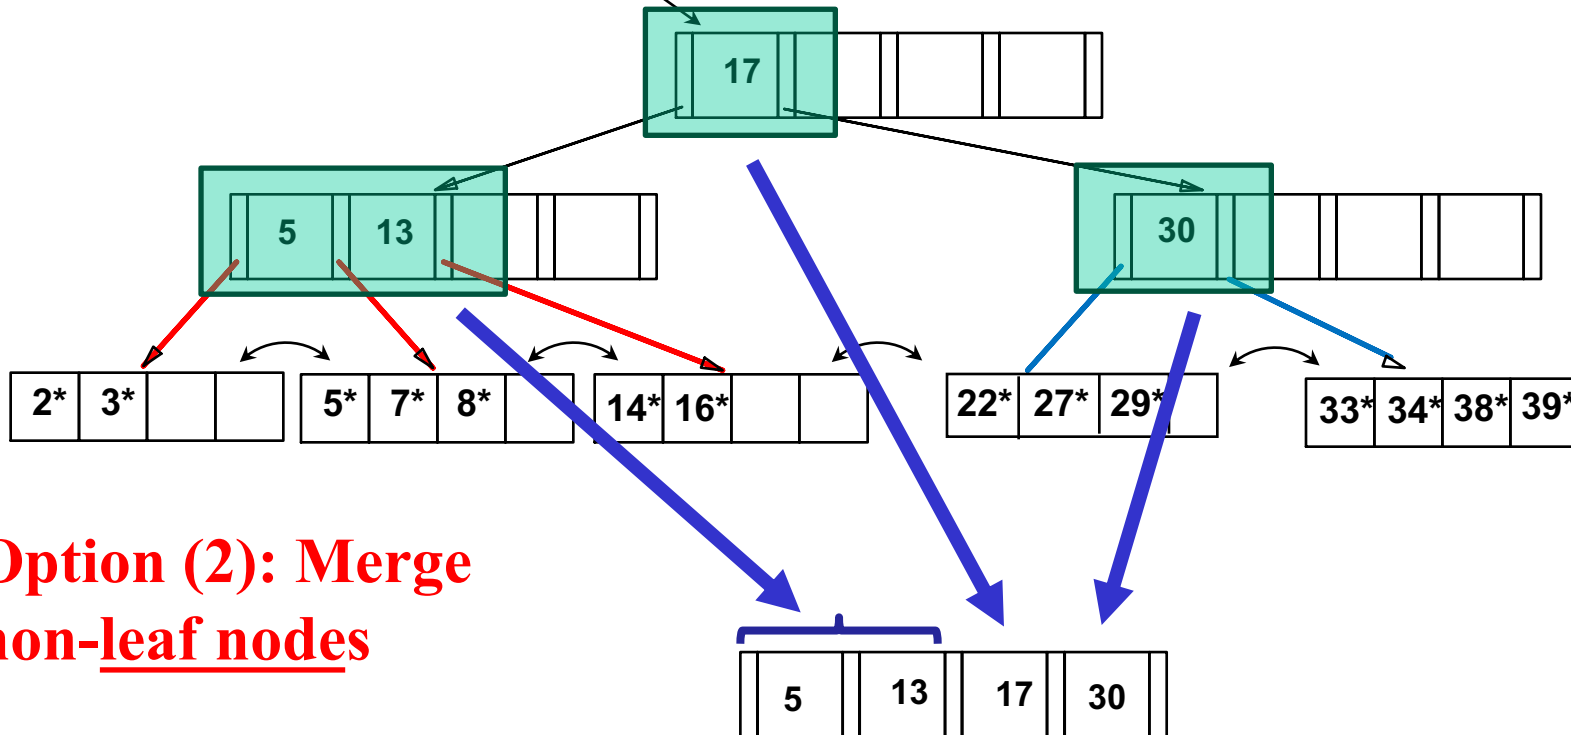 17
5 13
30
2* 3*
5* 7* 8*
14* 16*
22* 27* 29*
33* 34* 38* 39*
Option (2): Merge
non-leaf nodes
5 13 17 30